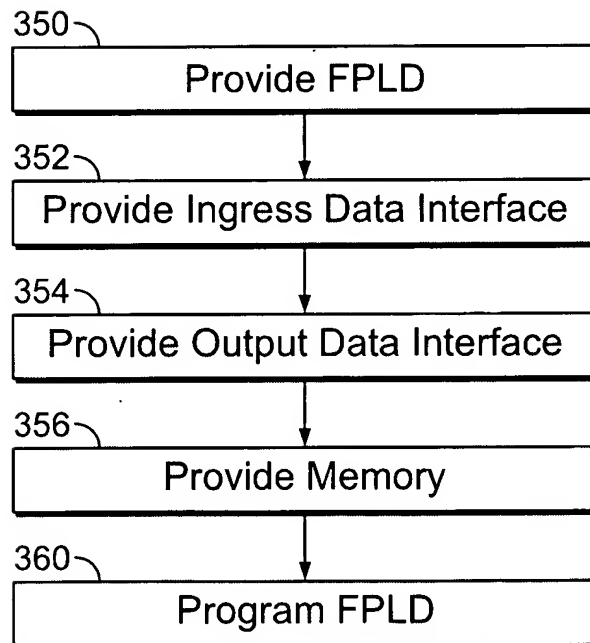 350
Provide FPLD
352
Provide Ingress Data Interface
354
Provide Output Data Interface
356
Provide Memory
360
Program FPLD